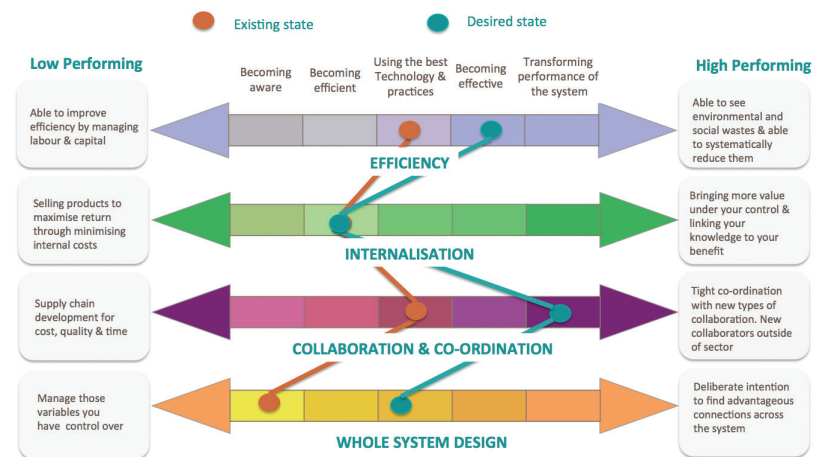 Existing state
Desired state
Low Performing
High Performing
Becoming
aware
Becoming
efficient
Using the best
Technology &
practices
Becoming
effective
Transforming
performance of
the system
Able to improve
efficiency by managing
labour & capital
Able to see
environmental and
social wastes & able
to systematically
reduce them
EFFICIENCY
Selling products to
maximise return
through minimising
internal costs
Bringing more value
under your control &
linking your
knowledge to your
benefit
INTERNALISATION
Supply chain
development for
cost, quality & time
Tight co-ordination
with new types of
collaboration. New
collaborators outside
of sector
COLLABORATION & CO-ORDINATION
Manage those
variables you
have control over
Deliberate intention
to find advantageous
connections across
the system
WHOLE SYSTEM DESIGN